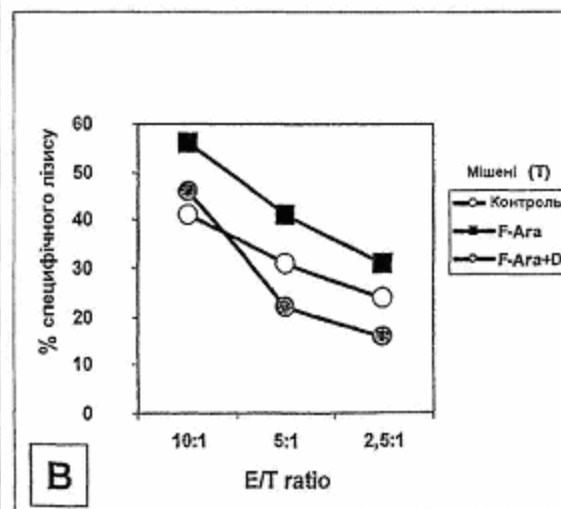 % специфічного лізису
60
50
40
30
20
10
0
10:1 5:1 2,5:1
E/T ratio
Мішені (T)
Контроль
F-Ara
F-Ara+D
B